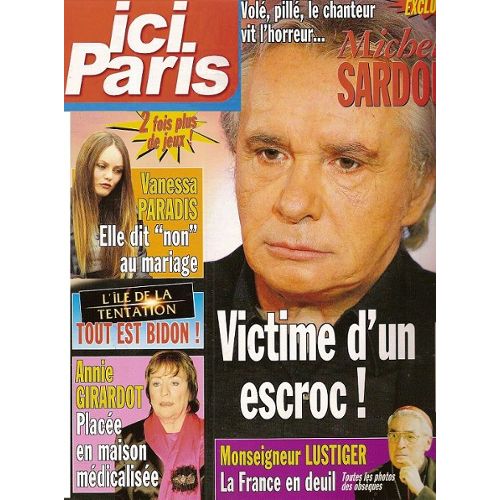 ici
Paris
Volé, pillé, le chanteur
vit l'horreur...
EXCLU
Michel
SARDOU
2 fois plus
de jeux !
Vanessa
PARADIS
Elle dit "non"
au mariage
L'ÎLE DE LA
TENTATION
TOUT EST BIDON !
Annie
GIRARDOT
Placée
en maison
médicalisée
Victime d'un
escroc !
Monseigneur LUSTIGER
La France en deuil
Toutes les photos
des obsèques